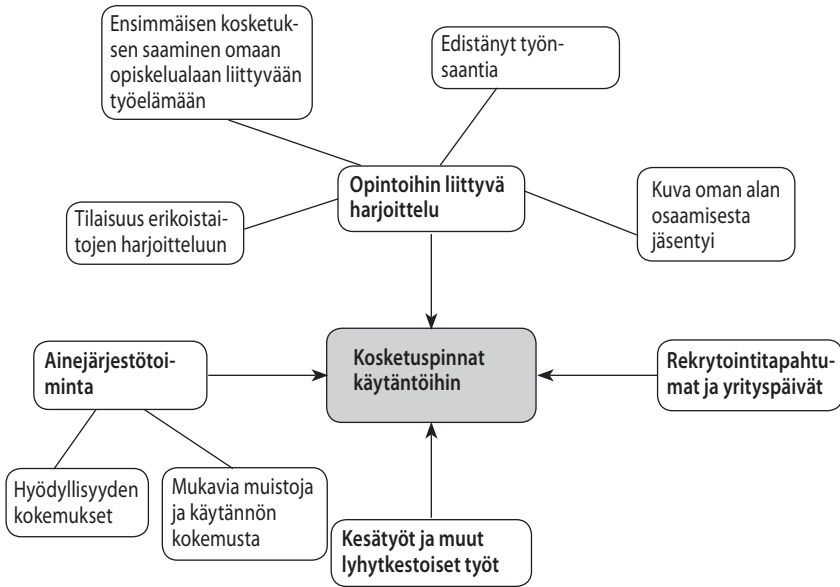 Ensimmäisen kosketuk-
sen saaminen omaan
opiskelualaan liittyvään
työelämään
Edistänyt työn-
saantia
Opintoihin liittyvä
harjoittelu
Kuva oman alan
osaamisesta
jäsentyi
Tilaisuus erikoistai-
tojen harjoitteluun
Ainejärjestötoi-
minta
Kosketuspinnat
käytäntöihin
Rekrytointitapahtu-
mat ja yrityspäivät
Hyödyllisyyden
kokemukset
Mukavia muistoja
ja käytännön
kokemusta
Kesätyöt ja muut
lyhytkestoiset työt